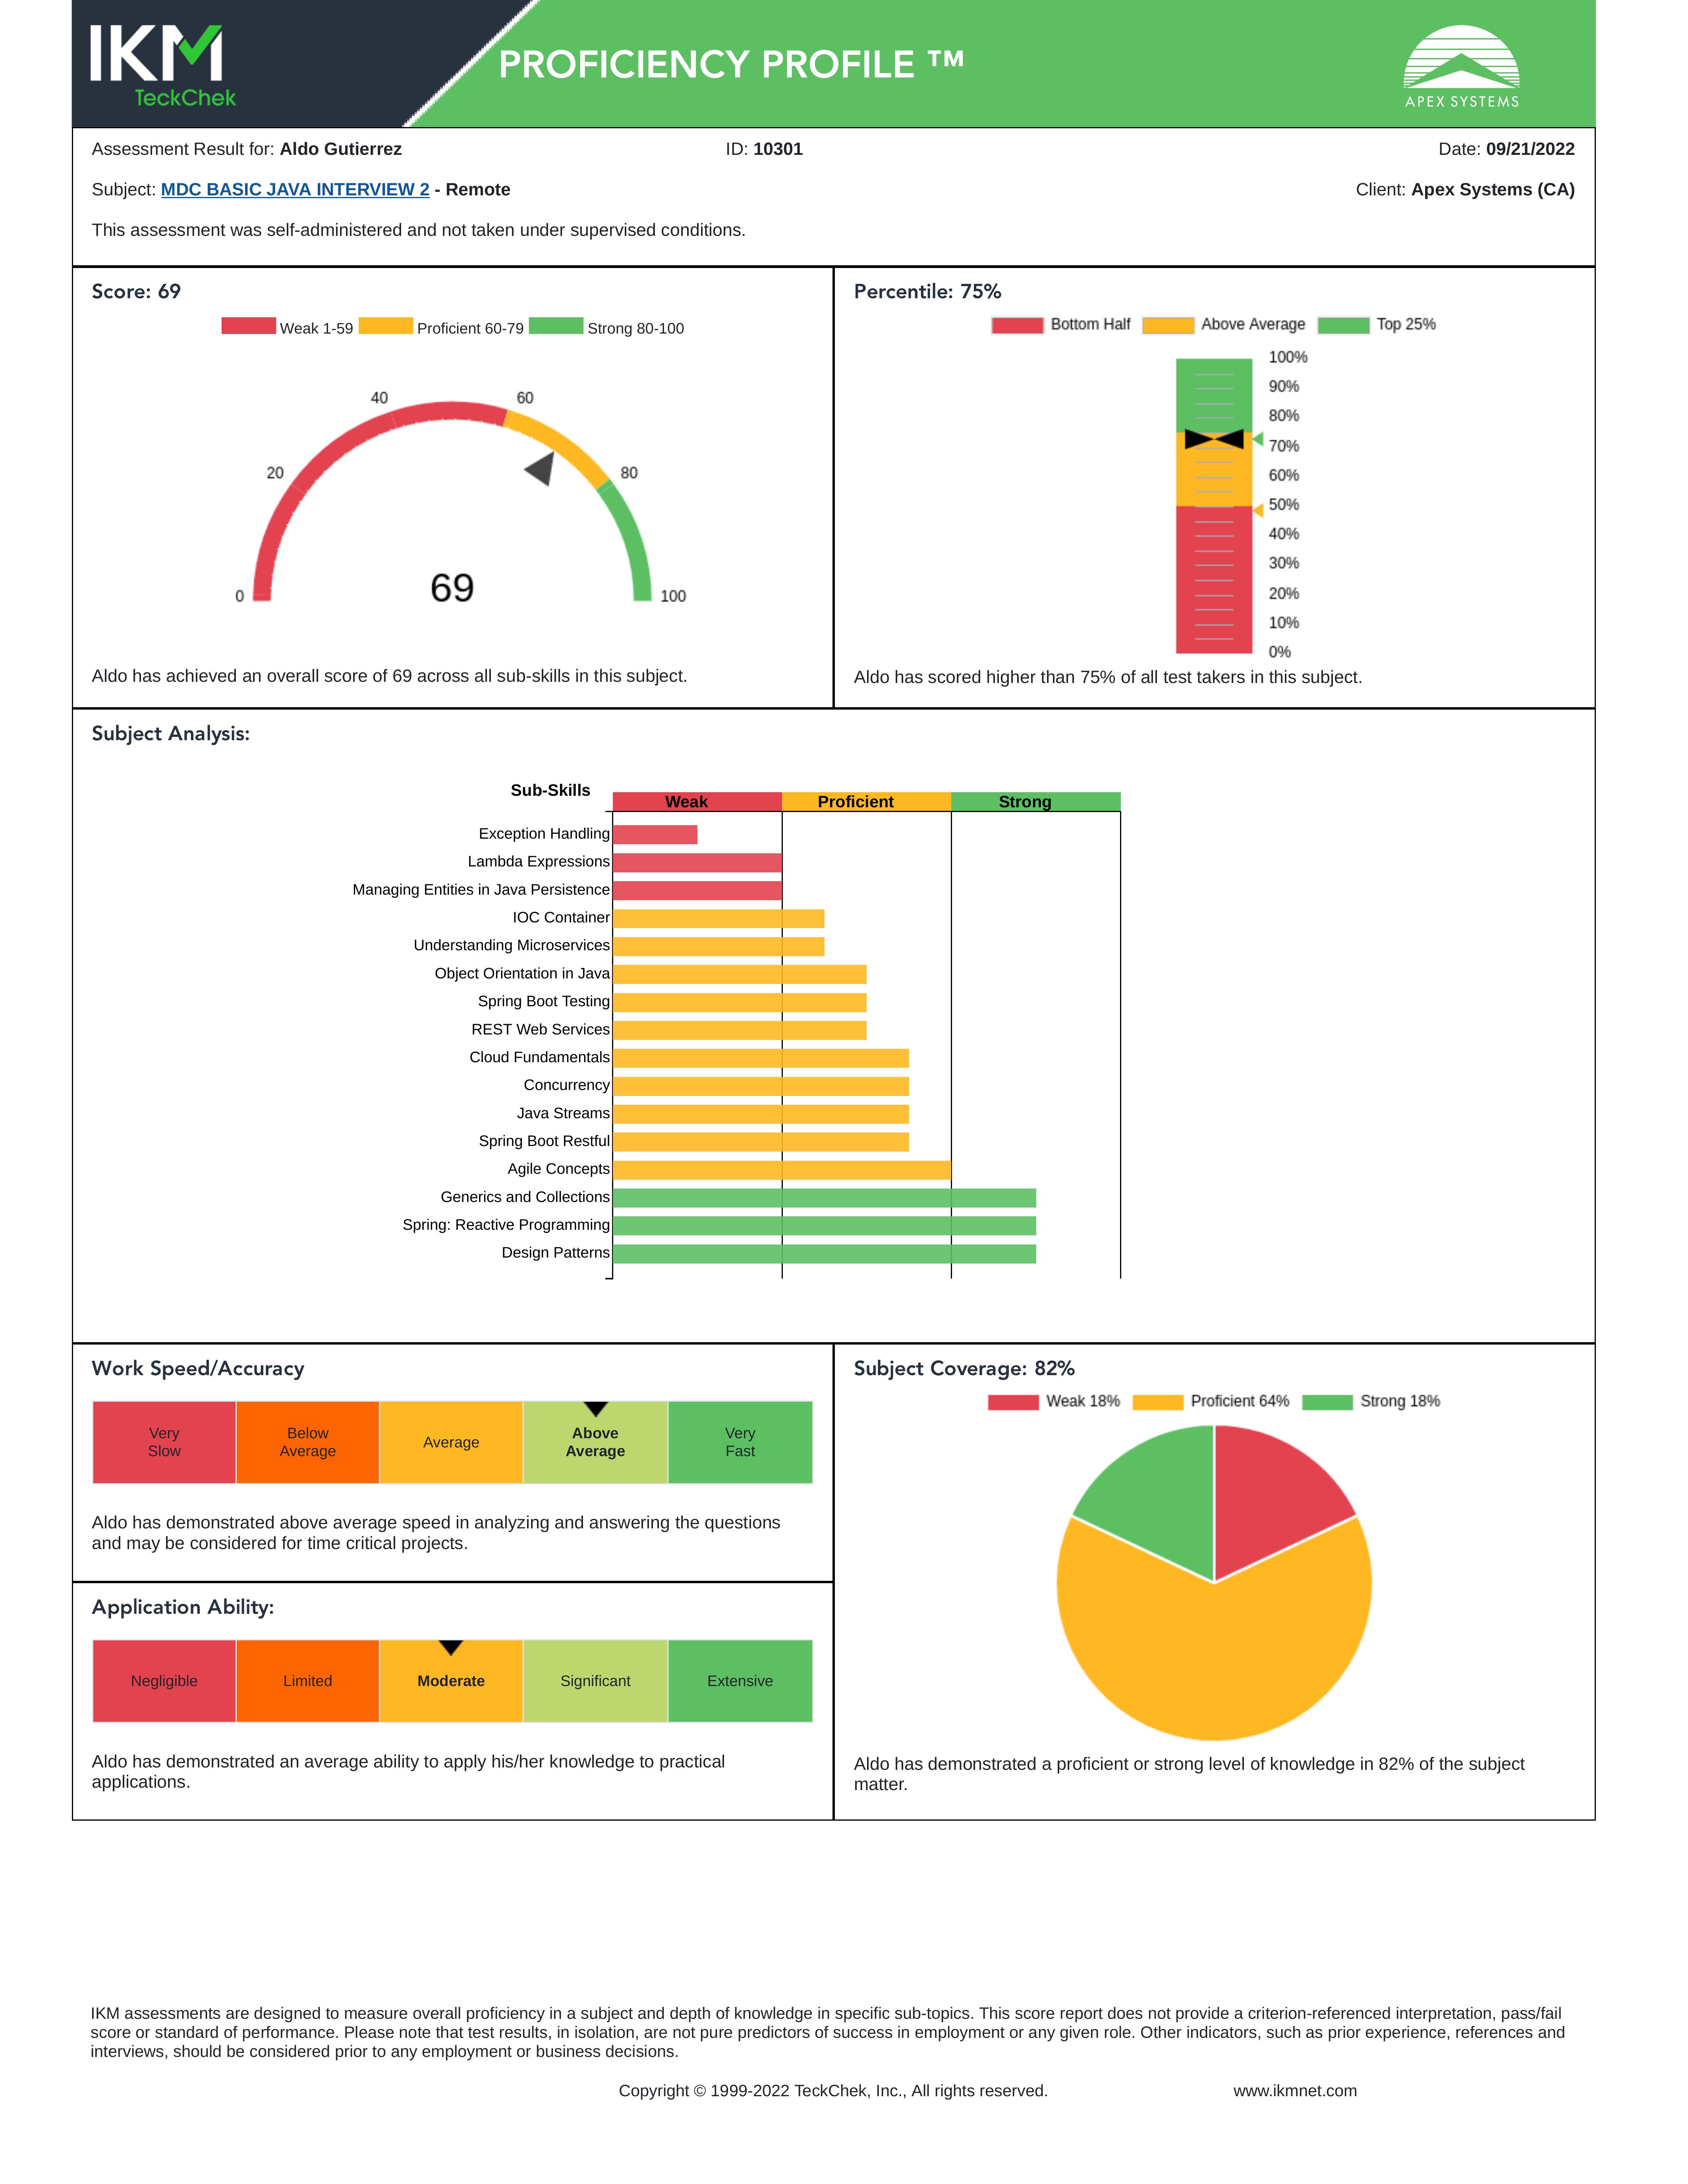 IKM
TeckChek
PROFICIENCY PROFILE ™
APEX SYSTEMS
Assessment Result for: Aldo Gutierrez ID: 10301 Date: 09/21/2022
Subject: MDC BASIC JAVA INTERVIEW 2 - Remote Client: Apex Systems (CA)
This assessment was self-administered and not taken under supervised conditions.
Score: 69
Weak 1-59 Proficient 60-79 Strong 80-100
0
20
40
60
80
100
69
Aldo has achieved an overall score of 69 across all sub-skills in this subject.
Percentile: 75%
Bottom Half Above Average Top 25%
100%
90%
80%
70%
60%
50%
40%
30%
20%
10%
0%
Aldo has scored higher than 75% of all test takers in this subject.
Subject Analysis:
Sub-Skills Weak Proficient Strong
Exception Handling
Lambda Expressions
Managing Entities in Java Persistence
IOC Container
Understanding Microservices
Object Orientation in Java
Spring Boot Testing
REST Web Services
Cloud Fundamentals
Concurrency
Java Streams
Spring Boot Restful
Agile Concepts
Generics and Collections
Spring: Reactive Programming
Design Patterns
Work Speed/Accuracy
Very Slow
Below Average
Average
Above Average
Very Fast
Aldo has demonstrated above average speed in analyzing and answering the questions
and may be considered for time critical projects.
Application Ability:
Negligible Limited Moderate Significant Extensive
Aldo has demonstrated an average ability to apply his/her knowledge to practical
applications.
Subject Coverage: 82%
Weak 18% Proficient 64% Strong 18%
Aldo has demonstrated a proficient or strong level of knowledge in 82% of the subject
matter.
IKM assessments are designed to measure overall proficiency in a subject and depth of knowledge in specific sub-topics. This score report does not provide a criterion-referenced interpretation, pass/fail
score or standard of performance. Please note that test results, in isolation, are not pure predictors of success in employment or any given role. Other indicators, such as prior experience, references and
interviews, should be considered prior to any employment or business decisions.
Copyright © 1999-2022 TeckChek, Inc., All rights reserved. www.ikmnet.com